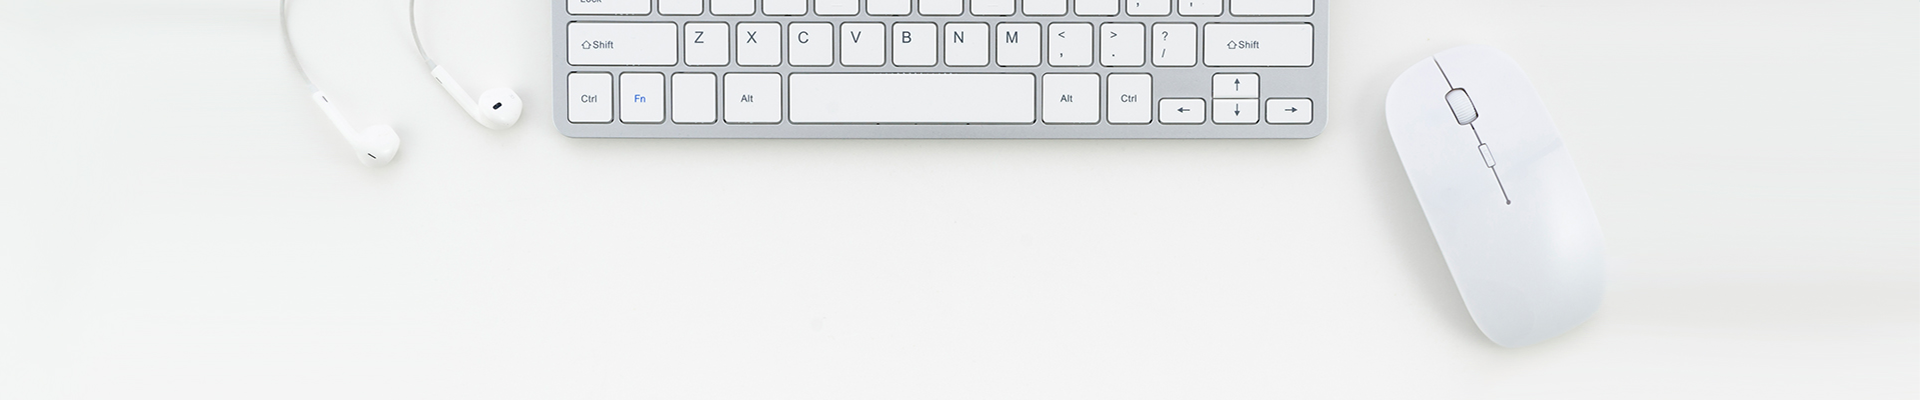 Lock
Shift Z X C V B N M < , > . ? / Shift
Ctrl Fn Alt Alt Ctrl